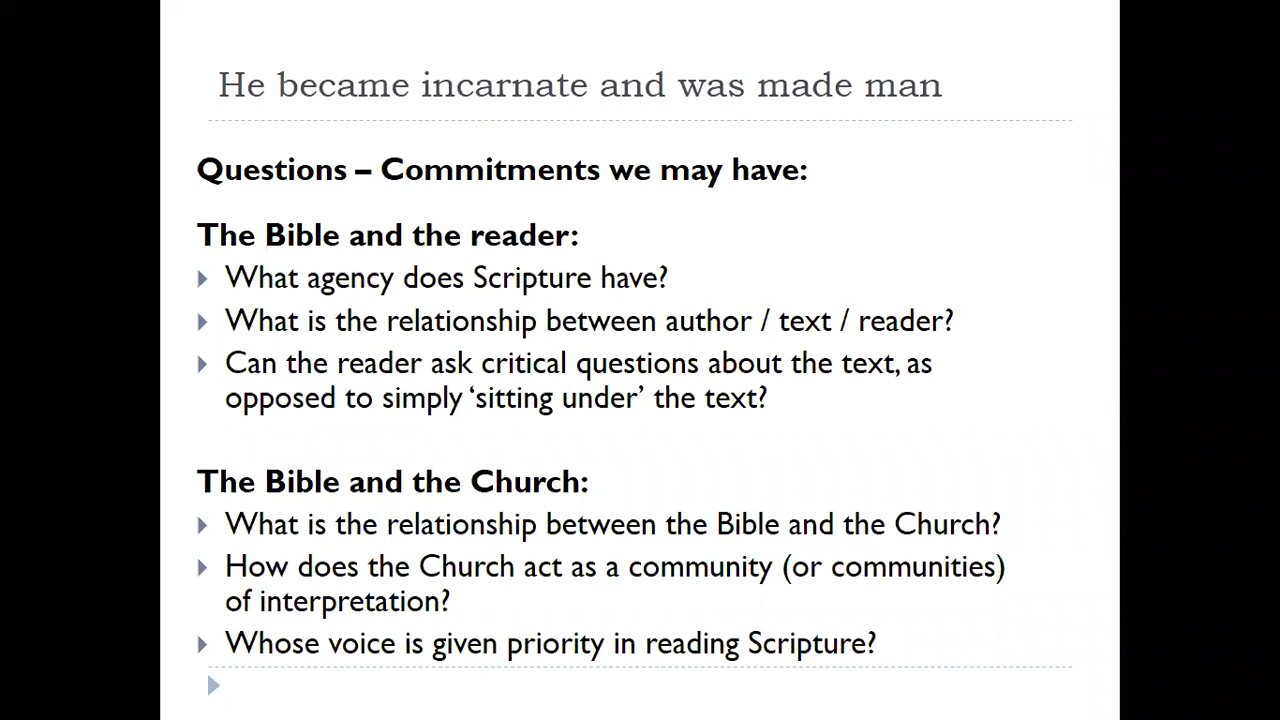 He became incarnate and was made man
Questions – Commitments we may have:
The Bible and the reader:
What agency does Scripture have?
What is the relationship between author / text / reader?
Can the reader ask critical questions about the text, as
opposed to simply ‘sitting under’ the text?
The Bible and the Church:
What is the relationship between the Bible and the Church?
How does the Church act as a community (or communities)
of interpretation?
Whose voice is given priority in reading Scripture?